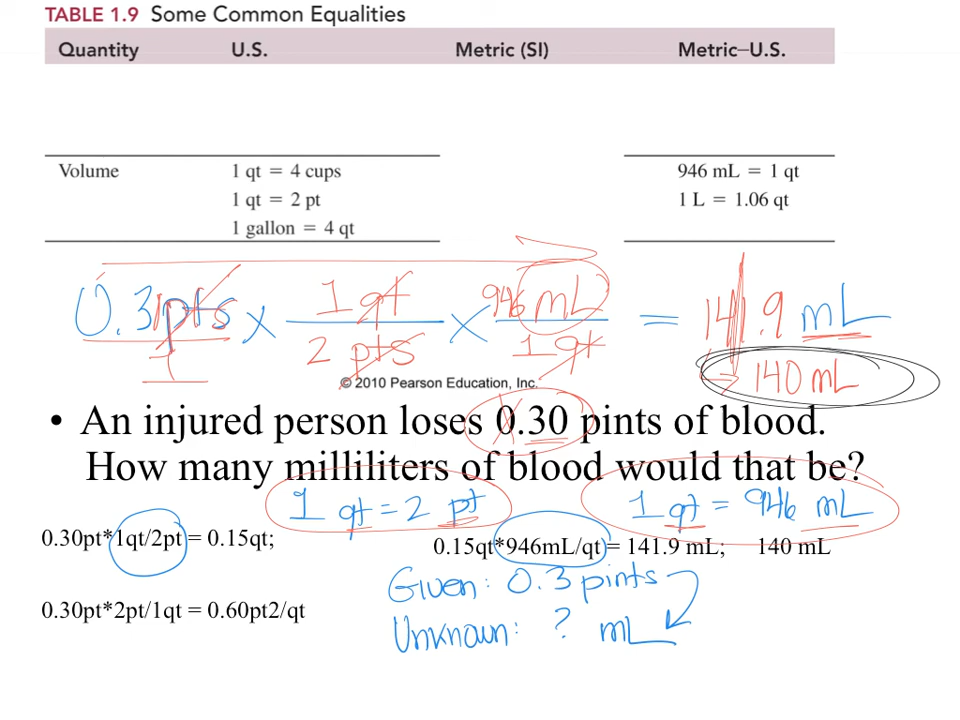 TABLE 1.9 Some Common Equalities
Quantity U.S. Metric (SI) Metric–U.S.
Volume 1 qt = 4 cups 946 mL = 1 qt
1 qt = 2 pt 1 L = 1.06 qt
1 gallon = 4 qt
0.3 pts x 1 qt x 946 mL = 141.9 mL
1 2 pts 1 qt
→ 140 mL
© 2010 Pearson Education, Inc.
• An injured person loses 0.30 pints of blood.
How many milliliters of blood would that be?
1 qt = 2 pt 1 qt = 946 mL
0.30pt*1qt/2pt = 0.15qt; 0.15qt*946mL/qt = 141.9 mL; 140 mL
Given: 0.3 pints
0.30pt*2pt/1qt = 0.60pt2/qt
Unknown: ? mL